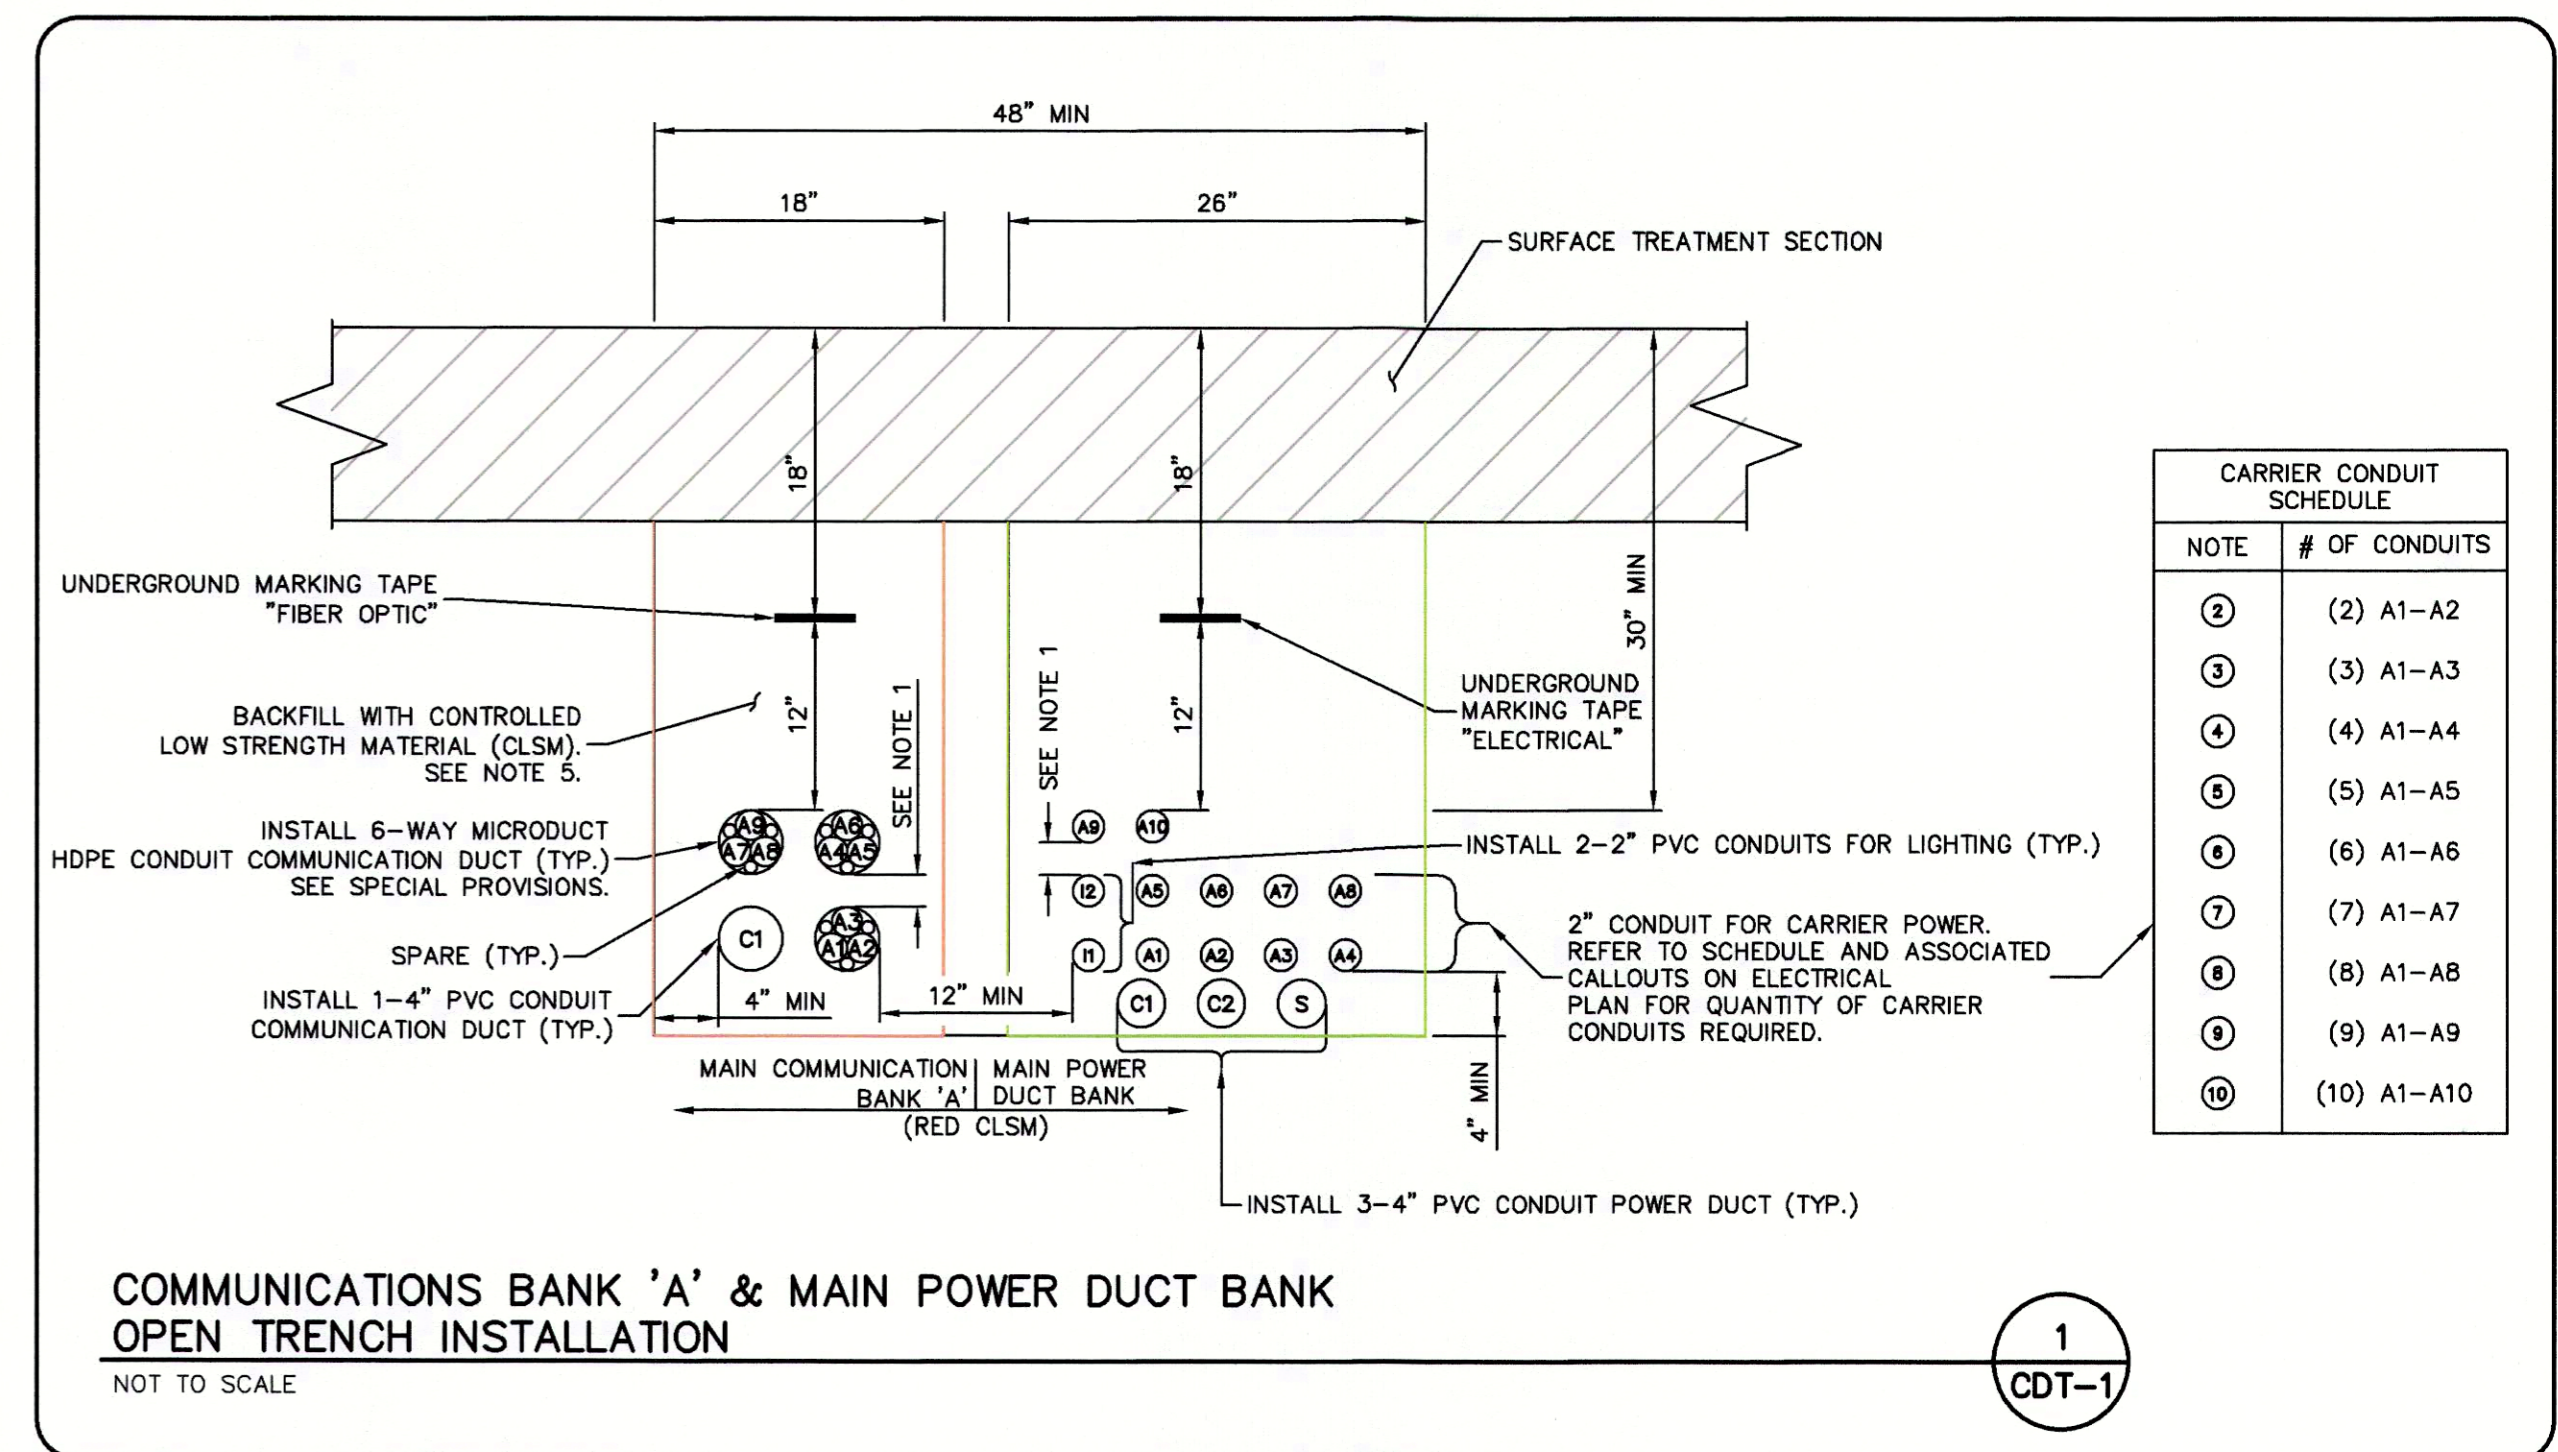 48" MIN
18"
26"
SURFACE TREATMENT SECTION
18"
18"
30" MIN
UNDERGROUND MARKING TAPE
"FIBER OPTIC"
12"
12"
SEE NOTE 1
SEE NOTE 1
UNDERGROUND
MARKING TAPE
"ELECTRICAL"
BACKFILL WITH CONTROLLED
LOW STRENGTH MATERIAL (CLSM).
SEE NOTE 5.
INSTALL 6-WAY MICRODUCT
HDPE CONDUIT COMMUNICATION DUCT (TYP.)
SEE SPECIAL PROVISIONS.
SPARE (TYP.)
INSTALL 1-4" PVC CONDUIT
COMMUNICATION DUCT (TYP.)
A9
A7 A8
A6
A4 A5
C1
A3
A1 A2
4" MIN
12" MIN
A9 A10
I2 A5 A6 A7 A8
I1 A1 A2 A3 A4
C1 C2 S
INSTALL 2-2" PVC CONDUITS FOR LIGHTING (TYP.)
2" CONDUIT FOR CARRIER POWER.
REFER TO SCHEDULE AND ASSOCIATED
CALLOUTS ON ELECTRICAL
PLAN FOR QUANTITY OF CARRIER
CONDUITS REQUIRED.
4" MIN
MAIN COMMUNICATION
BANK 'A'
MAIN POWER
DUCT BANK
(RED CLSM)
INSTALL 3-4" PVC CONDUIT POWER DUCT (TYP.)
CARRIER CONDUIT
SCHEDULE
NOTE # OF CONDUITS
2 (2) A1-A2
3 (3) A1-A3
4 (4) A1-A4
5 (5) A1-A5
6 (6) A1-A6
7 (7) A1-A7
8 (8) A1-A8
9 (9) A1-A9
10 (10) A1-A10
COMMUNICATIONS BANK 'A' & MAIN POWER DUCT BANK
OPEN TRENCH INSTALLATION
NOT TO SCALE
1
CDT-1